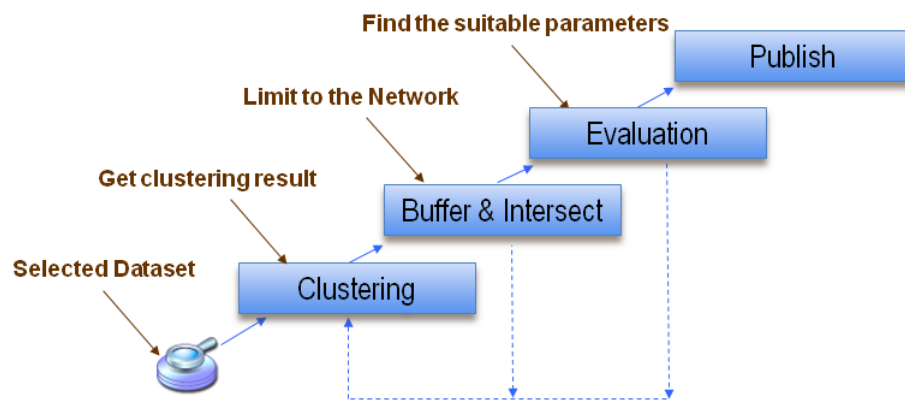 Find the suitable parameters
Publish
Limit to the Network
Evaluation
Get clustering result
Buffer & Intersect
Selected Dataset
Clustering